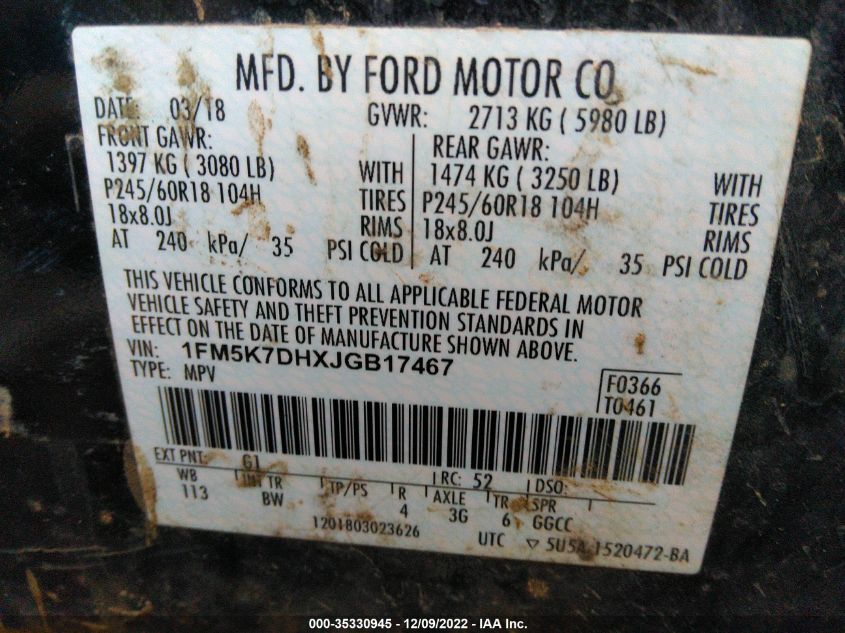 MFD. BY FORD MOTOR CO
DATE: 03/18 GVWR: 2713 KG ( 5980 LB)
FRONT GAWR: REAR GAWR:
1397 KG ( 3080 LB) WITH 1474 KG ( 3250 LB) WITH
P245/60R18 104H TIRES P245/60R18 104H TIRES
18x8.0J RIMS 18x8.0J RIMS
AT 240 kPa/ 35 PSI COLD AT 240 kPa/ 35 PSI COLD
THIS VEHICLE CONFORMS TO ALL APPLICABLE FEDERAL MOTOR
VEHICLE SAFETY AND THEFT PREVENTION STANDARDS IN
EFFECT ON THE DATE OF MANUFACTURE SHOWN ABOVE.
VIN: 1FM5K7DHXJGB17467
TYPE: MPV
F0366
T0461
EXT PNT: G1 RC: 52 DSO:
WB INT TR TP/PS R AXLE TR SPR
113 BW 4 3G 6 GGCC
1201803023626 UTC ▽ 5U5A-1520472-BA
000-35330945 - 12/09/2022 - IAA Inc.